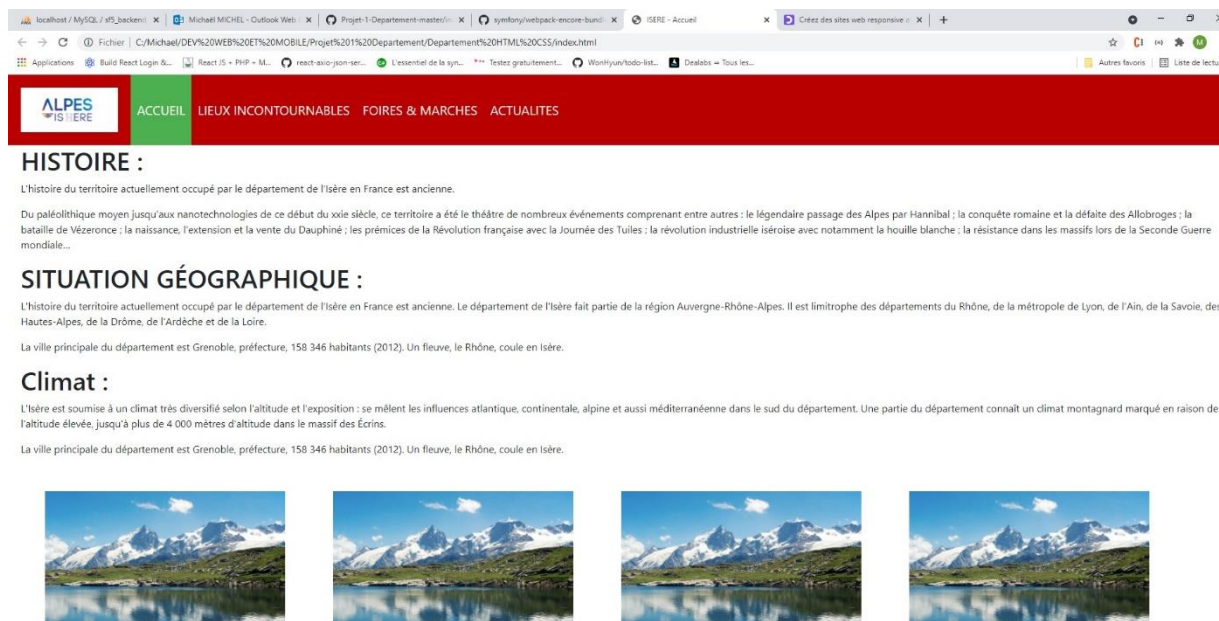 localhost / MySQL / sf5_backend
Michaël MICHEL - Outlook Web
Projet-1-Departement-master/in
symfony/webpack-encore-bundl
ISERE - Accueil
Créez des sites web responsive
Fichier | C:/Michael/DEV%20WEB%20ET%20MOBILE/Projet%201%20Departement/Departement%20HTML%20CSS/index.html
Applications
Build React Login &...
React JS + PHP + M...
react-axio-json-ser...
L'essentiel de la syn...
Testez gratuitement...
WonHyun/todo-list...
Dealabs – Tous les...
Autres favoris
Liste de lectu
ALPES
IS HERE
ACCUEIL LIEUX INCONTOURNABLES FOIRES & MARCHES ACTUALITES
HISTOIRE :
L'histoire du territoire actuellement occupé par le département de l'Isère en France est ancienne.
Du paléolithique moyen jusqu'aux nanotechnologies de ce début du xxie siècle, ce territoire a été le théâtre de nombreux événements comprenant entre autres : le légendaire passage des Alpes par Hannibal ; la conquête romaine et la défaite des Allobroges ; la
bataille de Vézeronce ; la naissance, l'extension et la vente du Dauphiné ; les prémices de la Révolution française avec la Journée des Tuiles ; la révolution industrielle iséroise avec notamment la houille blanche ; la résistance dans les massifs lors de la Seconde Guerre
mondiale...
SITUATION GÉOGRAPHIQUE :
L'histoire du territoire actuellement occupé par le département de l'Isère en France est ancienne. Le département de l'Isère fait partie de la région Auvergne-Rhône-Alpes. Il est limitrophe des départements du Rhône, de la métropole de Lyon, de l'Ain, de la Savoie, des
Hautes-Alpes, de la Drôme, de l'Ardèche et de la Loire.
La ville principale du département est Grenoble, préfecture, 158 346 habitants (2012). Un fleuve, le Rhône, coule en Isère.
Climat :
L'Isère est soumise à un climat très diversifié selon l'altitude et l'exposition : se mêlent les influences atlantique, continentale, alpine et aussi méditerranéenne dans le sud du département. Une partie du département connaît un climat montagnard marqué en raison de
l'altitude élevée, jusqu'à plus de 4 000 mètres d'altitude dans le massif des Écrins.
La ville principale du département est Grenoble, préfecture, 158 346 habitants (2012). Un fleuve, le Rhône, coule en Isère.